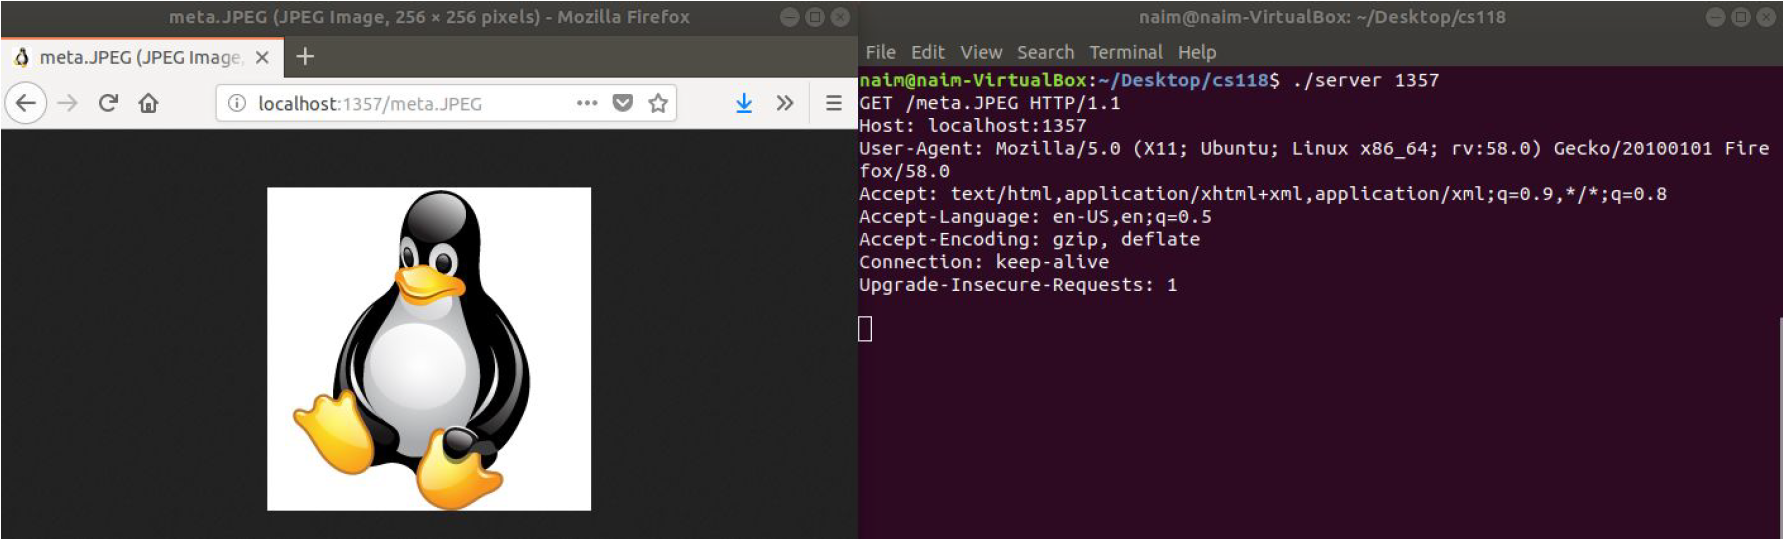 meta.JPEG (JPEG Image, 256 × 256 pixels) - Mozilla Firefox
meta.JPEG (JPEG Image,
localhost:1357/meta.JPEG
naim@naim-VirtualBox: ~/Desktop/cs118
File Edit View Search Terminal Help
naim@naim-VirtualBox:~/Desktop/cs118$ ./server 1357
GET /meta.JPEG HTTP/1.1
Host: localhost:1357
User-Agent: Mozilla/5.0 (X11; Ubuntu; Linux x86_64; rv:58.0) Gecko/20100101 Fire
fox/58.0
Accept: text/html,application/xhtml+xml,application/xml;q=0.9,*/*;q=0.8
Accept-Language: en-US,en;q=0.5
Accept-Encoding: gzip, deflate
Connection: keep-alive
Upgrade-Insecure-Requests: 1